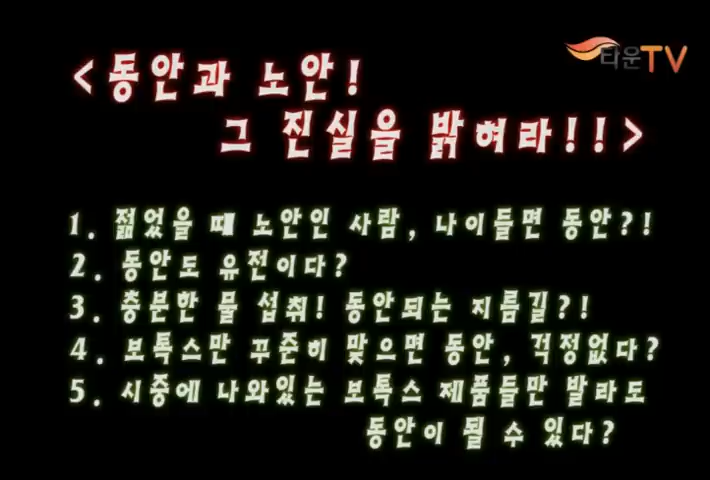 타운TV
<동안과 노안!
그 진실을 밝혀라!!>
1. 젊었을 때 노안인 사람, 나이들면 동안?!
2. 동안도 유전이다?
3. 충분한 물 섭취! 동안되는 지름길?!
4. 보톡스만 꾸준히 맞으면 동안, 걱정없다?
5. 시중에 나와있는 보톡스 제품들만 발라도
동안이 될 수 있다?